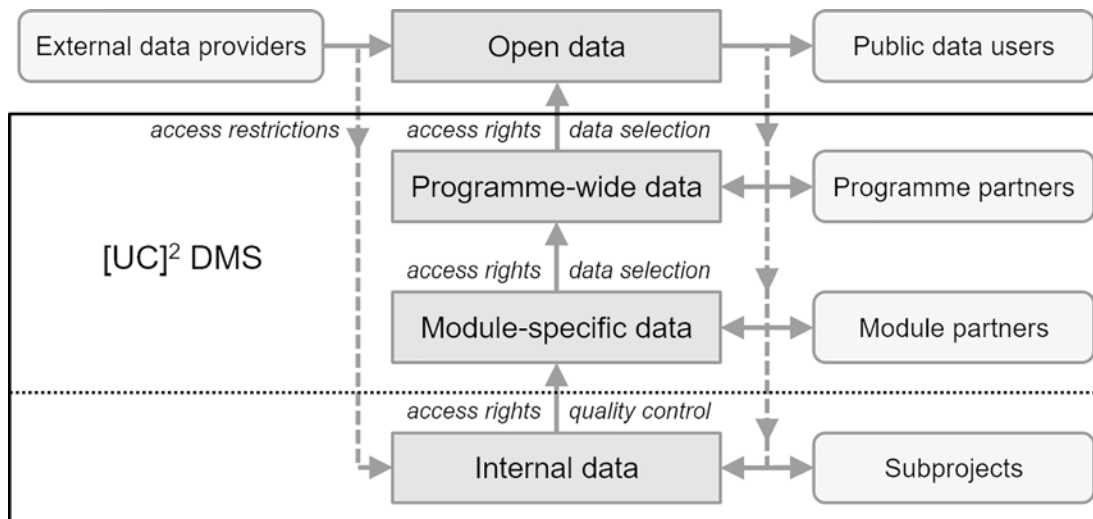 External data providers
Open data
Public data users
access restrictions
access rights
data selection
Programme-wide data
Programme partners
[UC]² DMS
access rights
data selection
Module-specific data
Module partners
access rights
quality control
Internal data
Subprojects